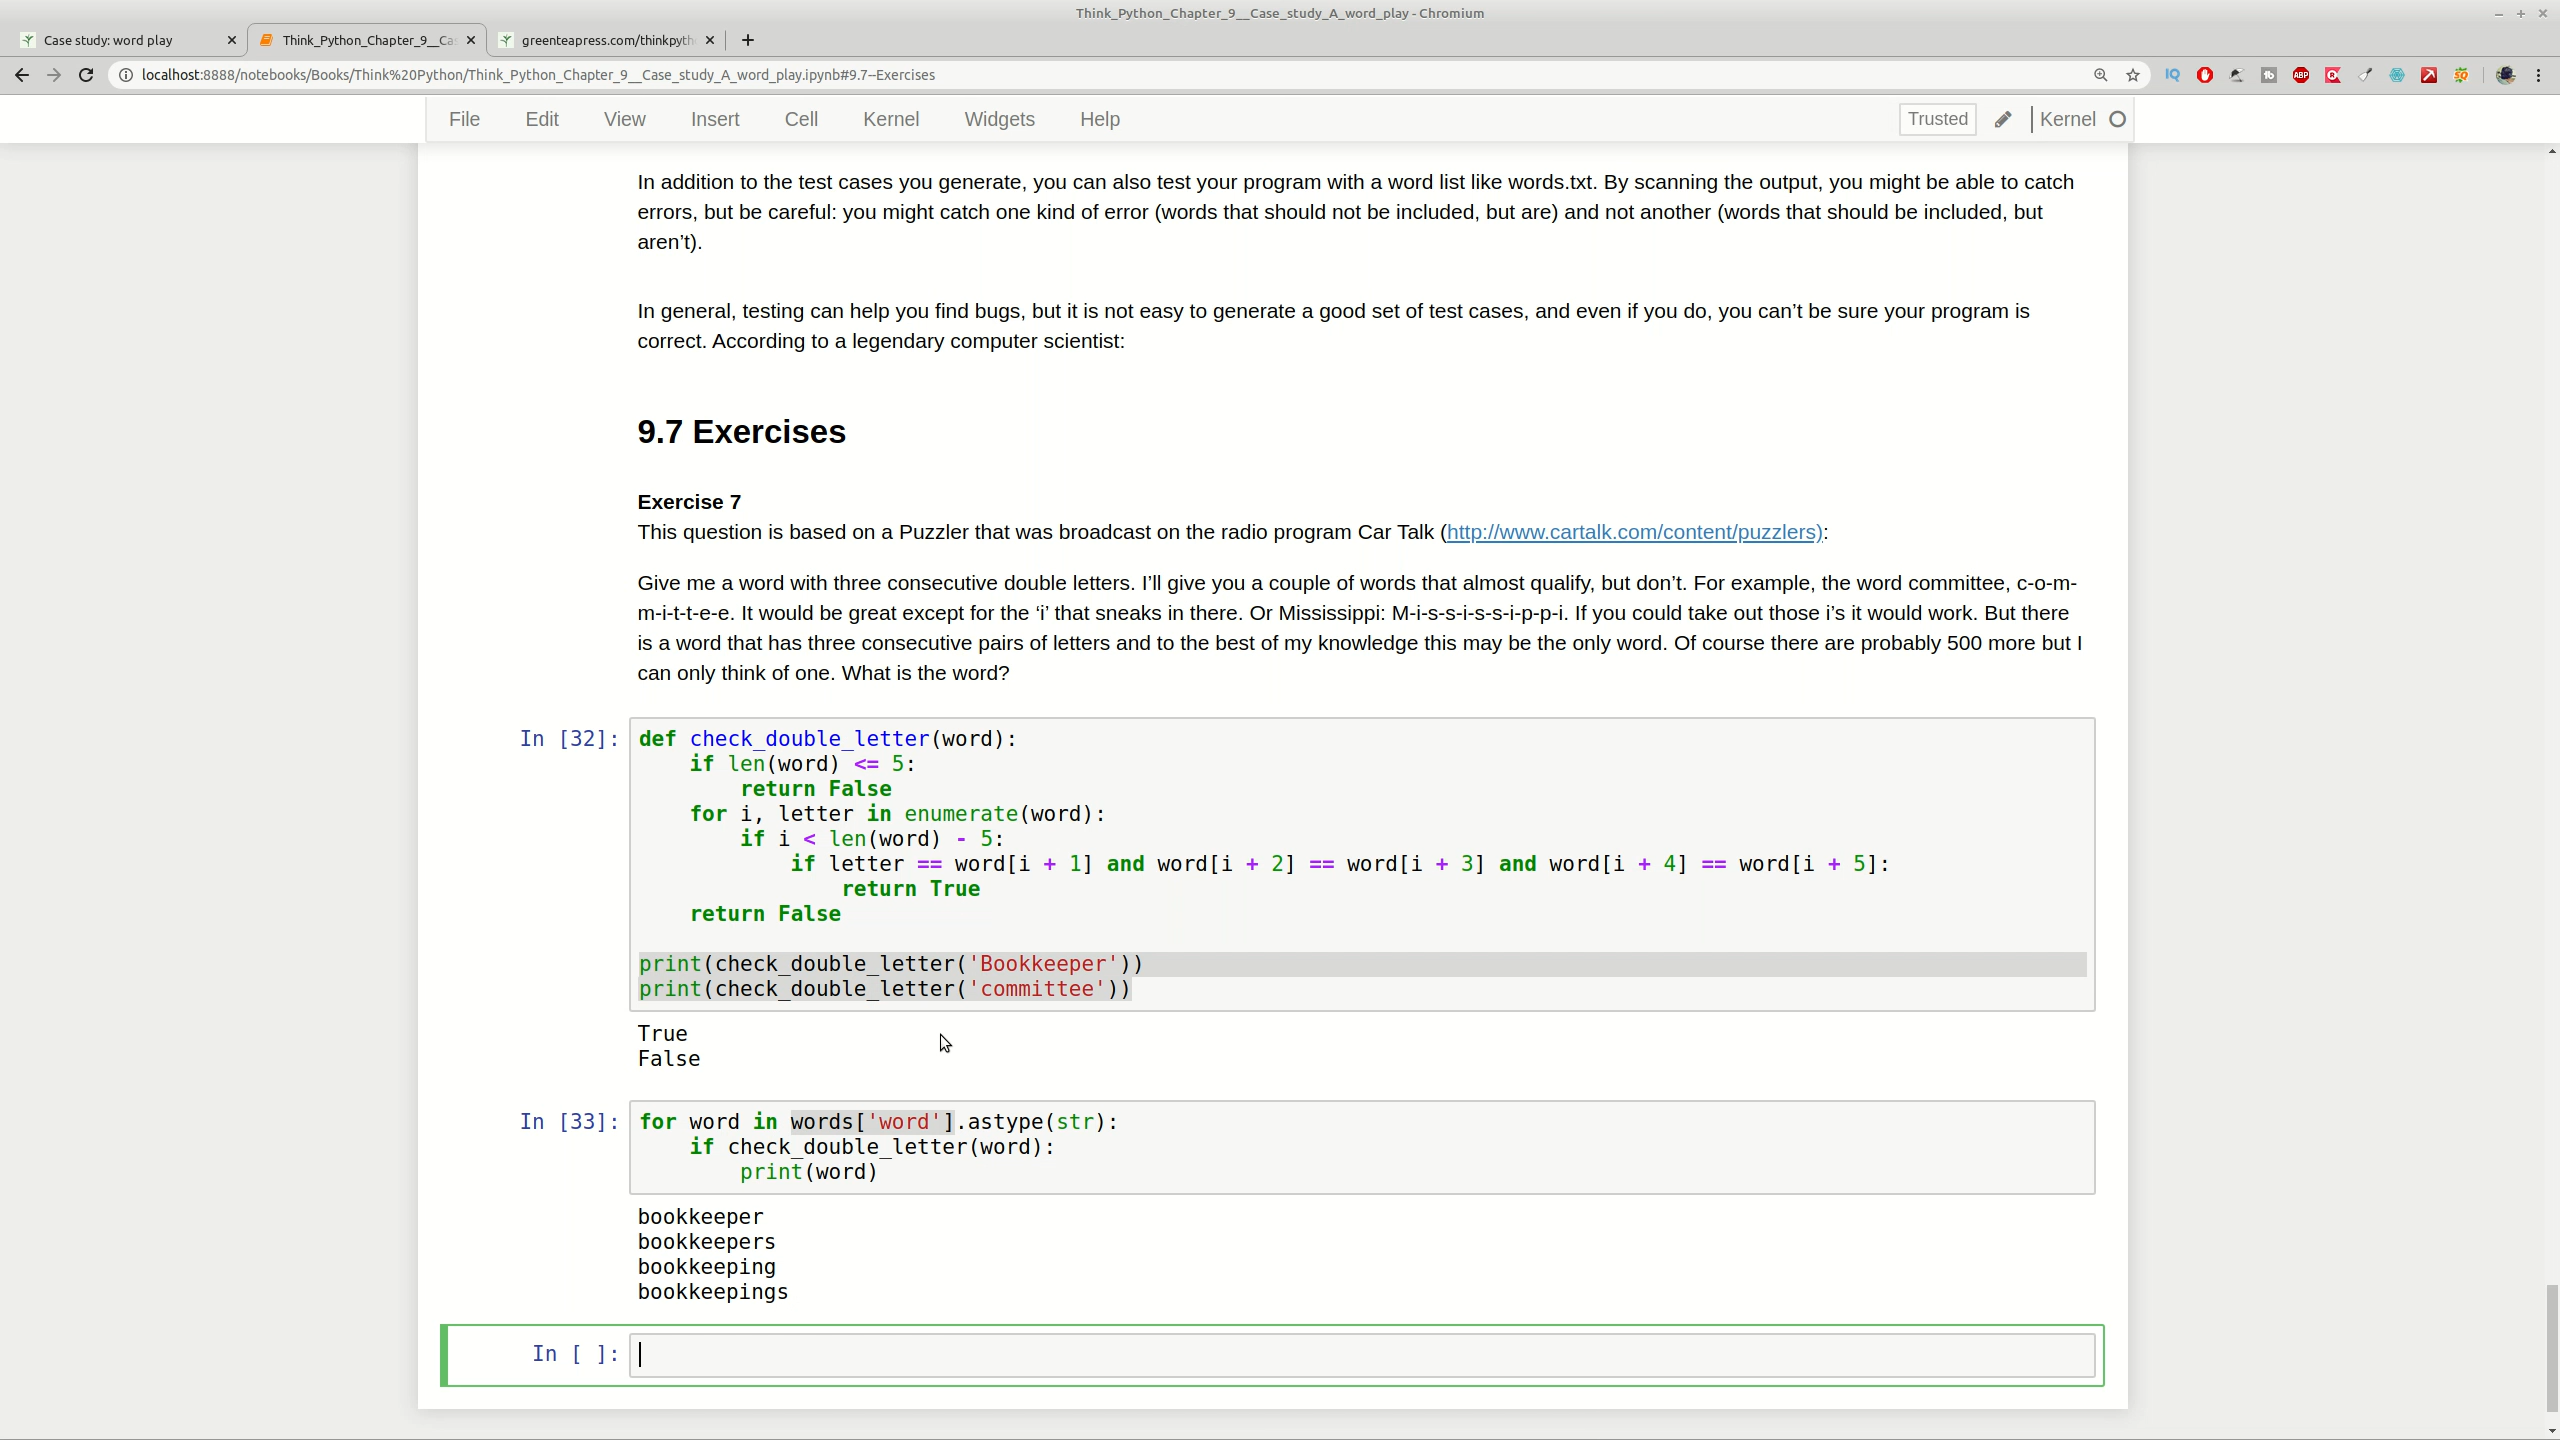 Think_Python_Chapter_9__Case_study_A_word_play - Chromium
Case study: word play
Think_Python_Chapter_9__Ca
greenteapress.com/thinkpyth
localhost:8888/notebooks/Books/Think%20Python/Think_Python_Chapter_9__Case_study_A_word_play.ipynb#9.7--Exercises
File Edit View Insert Cell Kernel Widgets Help Trusted Kernel
In addition to the test cases you generate, you can also test your program with a word list like words.txt. By scanning the output, you might be able to catch
errors, but be careful: you might catch one kind of error (words that should not be included, but are) and not another (words that should be included, but
aren’t).
In general, testing can help you find bugs, but it is not easy to generate a good set of test cases, and even if you do, you can’t be sure your program is
correct. According to a legendary computer scientist:
9.7 Exercises
Exercise 7
This question is based on a Puzzler that was broadcast on the radio program Car Talk (http://www.cartalk.com/content/puzzlers):
Give me a word with three consecutive double letters. I’ll give you a couple of words that almost qualify, but don’t. For example, the word committee, c-o-m-
m-i-t-t-e-e. It would be great except for the ‘i’ that sneaks in there. Or Mississippi: M-i-s-s-i-s-s-i-p-p-i. If you could take out those i’s it would work. But there
is a word that has three consecutive pairs of letters and to the best of my knowledge this may be the only word. Of course there are probably 500 more but I
can only think of one. What is the word?
In [32]: def check_double_letter(word):
    if len(word) <= 5:
        return False
    for i, letter in enumerate(word):
        if i < len(word) - 5:
            if letter == word[i + 1] and word[i + 2] == word[i + 3] and word[i + 4] == word[i + 5]:
                return True
    return False
print(check_double_letter('Bookkeeper'))
print(check_double_letter('committee'))
True
False
In [33]: for word in words['word'].astype(str):
    if check_double_letter(word):
        print(word)
bookkeeper
bookkeepers
bookkeeping
bookkeepings
In [ ]: